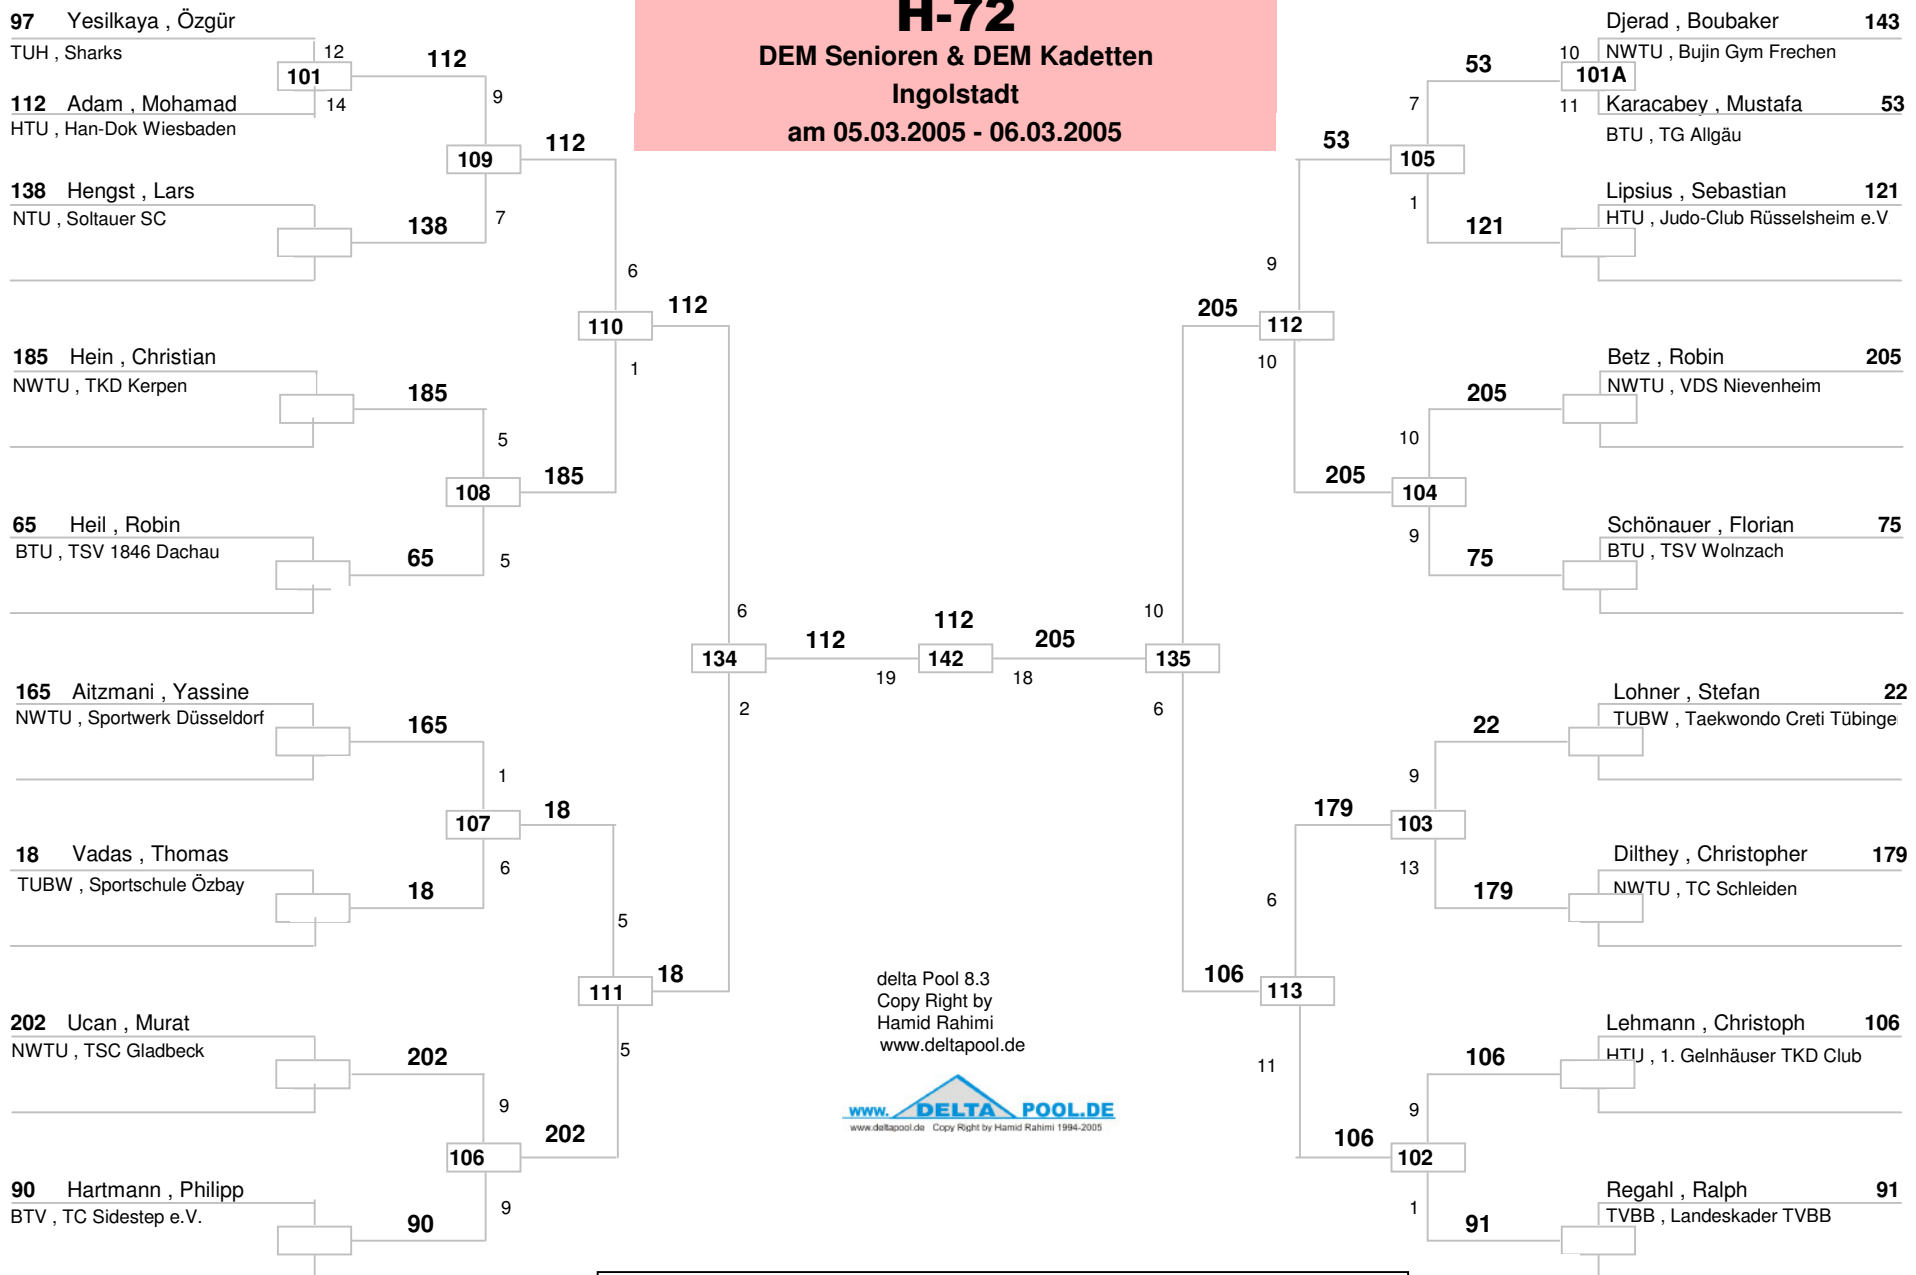 H-72
DEM Senioren & DEM Kadetten
Ingolstadt
am 05.03.2005 - 06.03.2005
97 Yesilkaya , Özgür
TUH , Sharks
12
101
112
14
112 Adam , Mohamad
HTU , Han-Dok Wiesbaden
9
109
112
138 Hengst , Lars
NTU , Soltauer SC
138
7
6
110
112
1
185 Hein , Christian
NWTU , TKD Kerpen
185
5
108
185
65 Heil , Robin
BTU , TSV 1846 Dachau
65
5
6
134
112
2
165 Aitzmani , Yassine
NWTU , Sportwerk Düsseldorf
165
1
107
18
18 Vadas , Thomas
TUBW , Sportschule Özbay
18
6
5
111
18
5
202 Ucan , Murat
NWTU , TSC Gladbeck
202
9
106
202
90 Hartmann , Philipp
BTV , TC Sidestep e.V.
90
9
112
142
19
18
205
10
135
6
Djerad , Boubaker 143
NWTU , Bujin Gym Frechen
10
101A
53
11
Karacabey , Mustafa 53
BTU , TG Allgäu
7
105
53
1
Lipsius , Sebastian 121
HTU , Judo-Club Rüsselsheim e.V
121
9
112
205
10
Betz , Robin 205
NWTU , VDS Nievenheim
205
10
104
205
9
Schönauer , Florian 75
BTU , TSV Wolnzach
75
Lohner , Stefan 22
TUBW , Taekwondo Creti Tübinge
22
9
103
179
13
Dilthey , Christopher 179
NWTU , TC Schleiden
179
6
113
106
11
Lehmann , Christoph 106
HTU , 1. Gelnhäuser TKD Club
106
9
102
106
1
Regahl , Ralph 91
TVBB , Landeskader TVBB
91
delta Pool 8.3
Copy Right by
Hamid Rahimi
www.deltapool.de
www. DELTA POOL.DE
www.deltapool.de Copy Right by Hamid Rahimi 1994-2005